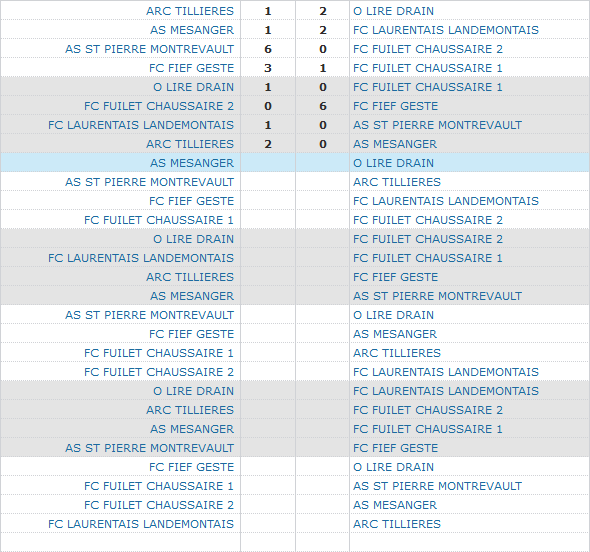 ARC TILLIERES 1 2 O LIRE DRAIN
AS MESANGER 1 2 FC LAURENTAIS LANDEMONTAIS
AS ST PIERRE MONTREVAULT 6 0 FC FUILET CHAUSSAIRE 2
FC FIEF GESTE 3 1 FC FUILET CHAUSSAIRE 1
O LIRE DRAIN 1 0 FC FUILET CHAUSSAIRE 1
FC FUILET CHAUSSAIRE 2 0 6 FC FIEF GESTE
FC LAURENTAIS LANDEMONTAIS 1 0 AS ST PIERRE MONTREVAULT
ARC TILLIERES 2 0 AS MESANGER
AS MESANGER O LIRE DRAIN
AS ST PIERRE MONTREVAULT ARC TILLIERES
FC FIEF GESTE FC LAURENTAIS LANDEMONTAIS
FC FUILET CHAUSSAIRE 1 FC FUILET CHAUSSAIRE 2
O LIRE DRAIN FC FUILET CHAUSSAIRE 2
FC LAURENTAIS LANDEMONTAIS FC FUILET CHAUSSAIRE 1
ARC TILLIERES FC FIEF GESTE
AS MESANGER AS ST PIERRE MONTREVAULT
AS ST PIERRE MONTREVAULT O LIRE DRAIN
FC FIEF GESTE AS MESANGER
FC FUILET CHAUSSAIRE 1 ARC TILLIERES
FC FUILET CHAUSSAIRE 2 FC LAURENTAIS LANDEMONTAIS
O LIRE DRAIN FC LAURENTAIS LANDEMONTAIS
ARC TILLIERES FC FUILET CHAUSSAIRE 2
AS MESANGER FC FUILET CHAUSSAIRE 1
AS ST PIERRE MONTREVAULT FC FIEF GESTE
FC FIEF GESTE O LIRE DRAIN
FC FUILET CHAUSSAIRE 1 AS ST PIERRE MONTREVAULT
FC FUILET CHAUSSAIRE 2 AS MESANGER
FC LAURENTAIS LANDEMONTAIS ARC TILLIERES